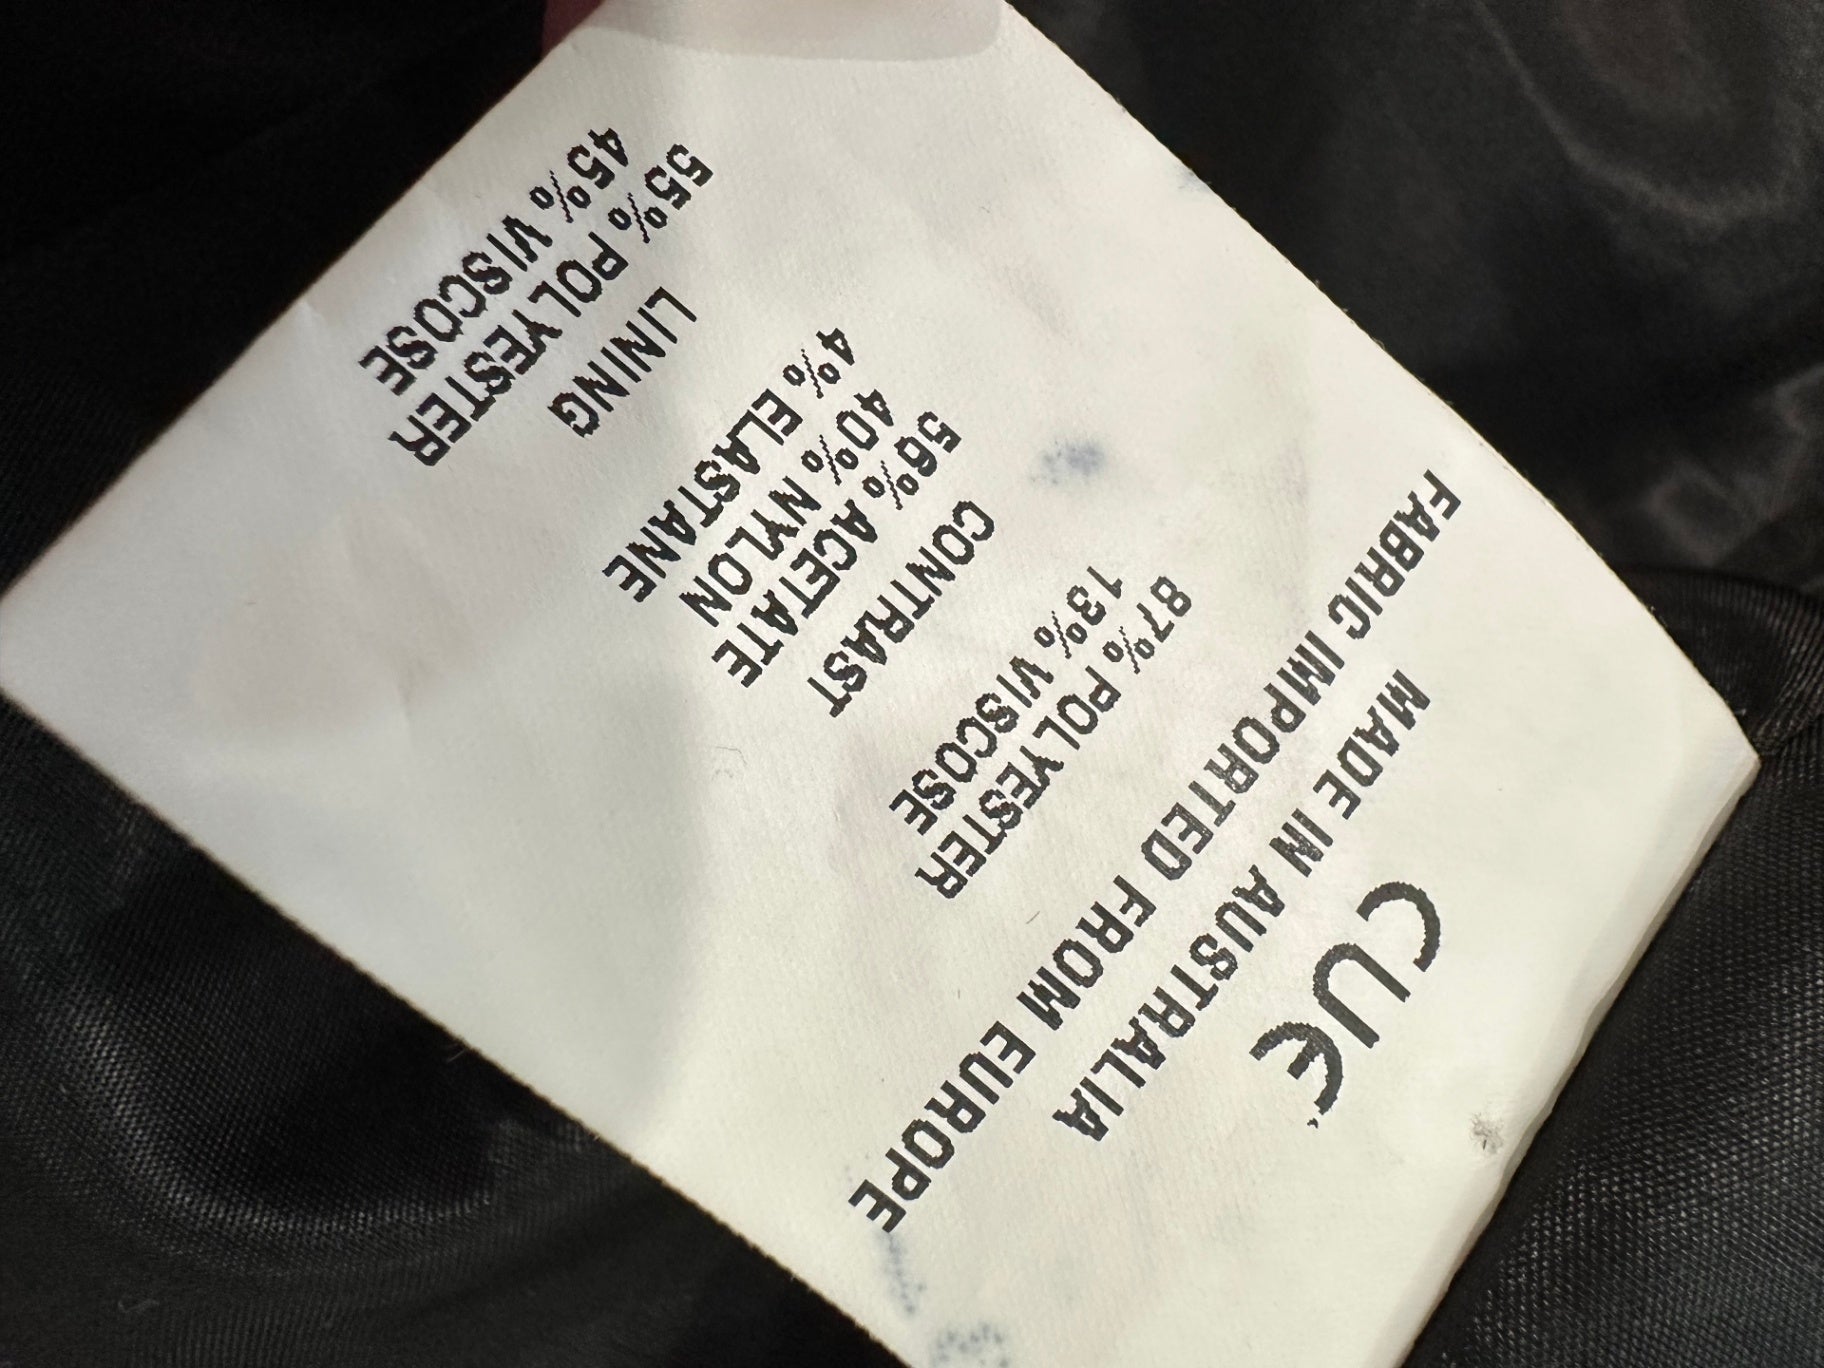 CUE
MADE IN AUSTRALIA
FABRIC IMPORTED FROM EUROPE
87% POLYESTER
13% VISCOSE
CONTRAST
56% ACETATE
40% NYLON
4% ELASTANE
LINING
55% POLYESTER
45% VISCOSE